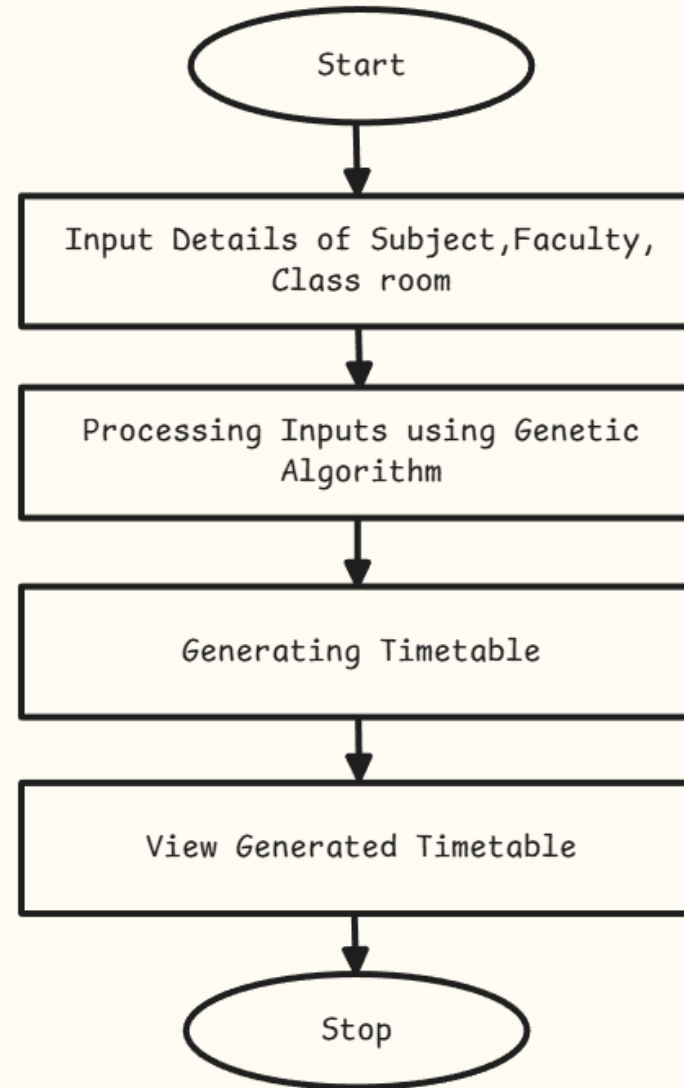 Start
Input Details of Subject,Faculty,
Class room
Processing Inputs using Genetic
Algorithm
Generating Timetable
View Generated Timetable
Stop